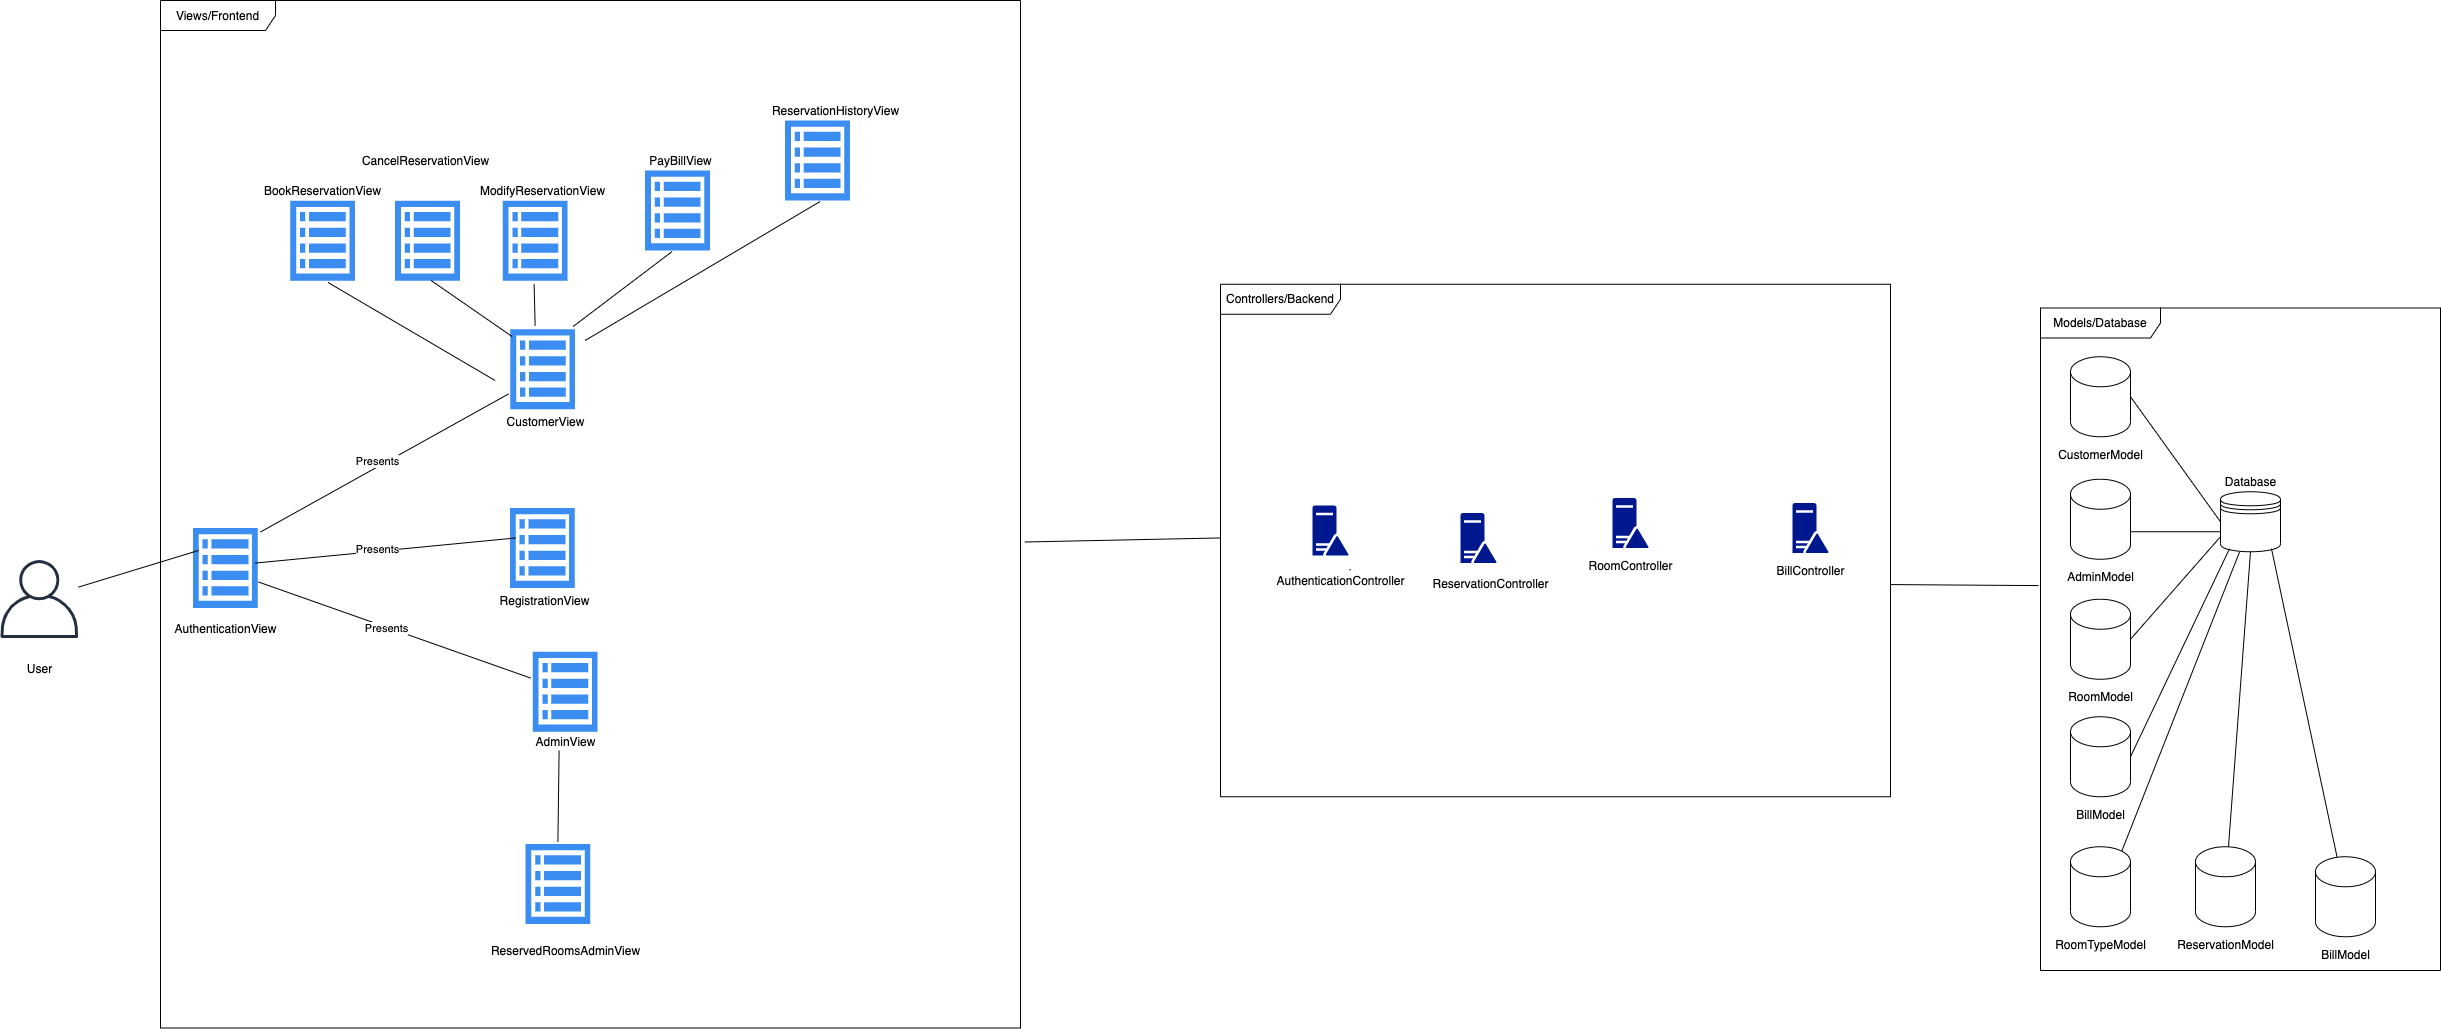 Views/Frontend
ReservationHistoryView
CancelReservationView
PayBillView
BookReservationView
ModifyReservationView
CustomerView
Presents
Presents
RegistrationView
AuthenticationView
Presents
User
AdminView
ReservedRoomsAdminView
Controllers/Backend
AuthenticationController
ReservationController
RoomController
BillController
Models/Database
CustomerModel
Database
AdminModel
RoomModel
BillModel
RoomTypeModel
ReservationModel
BillModel